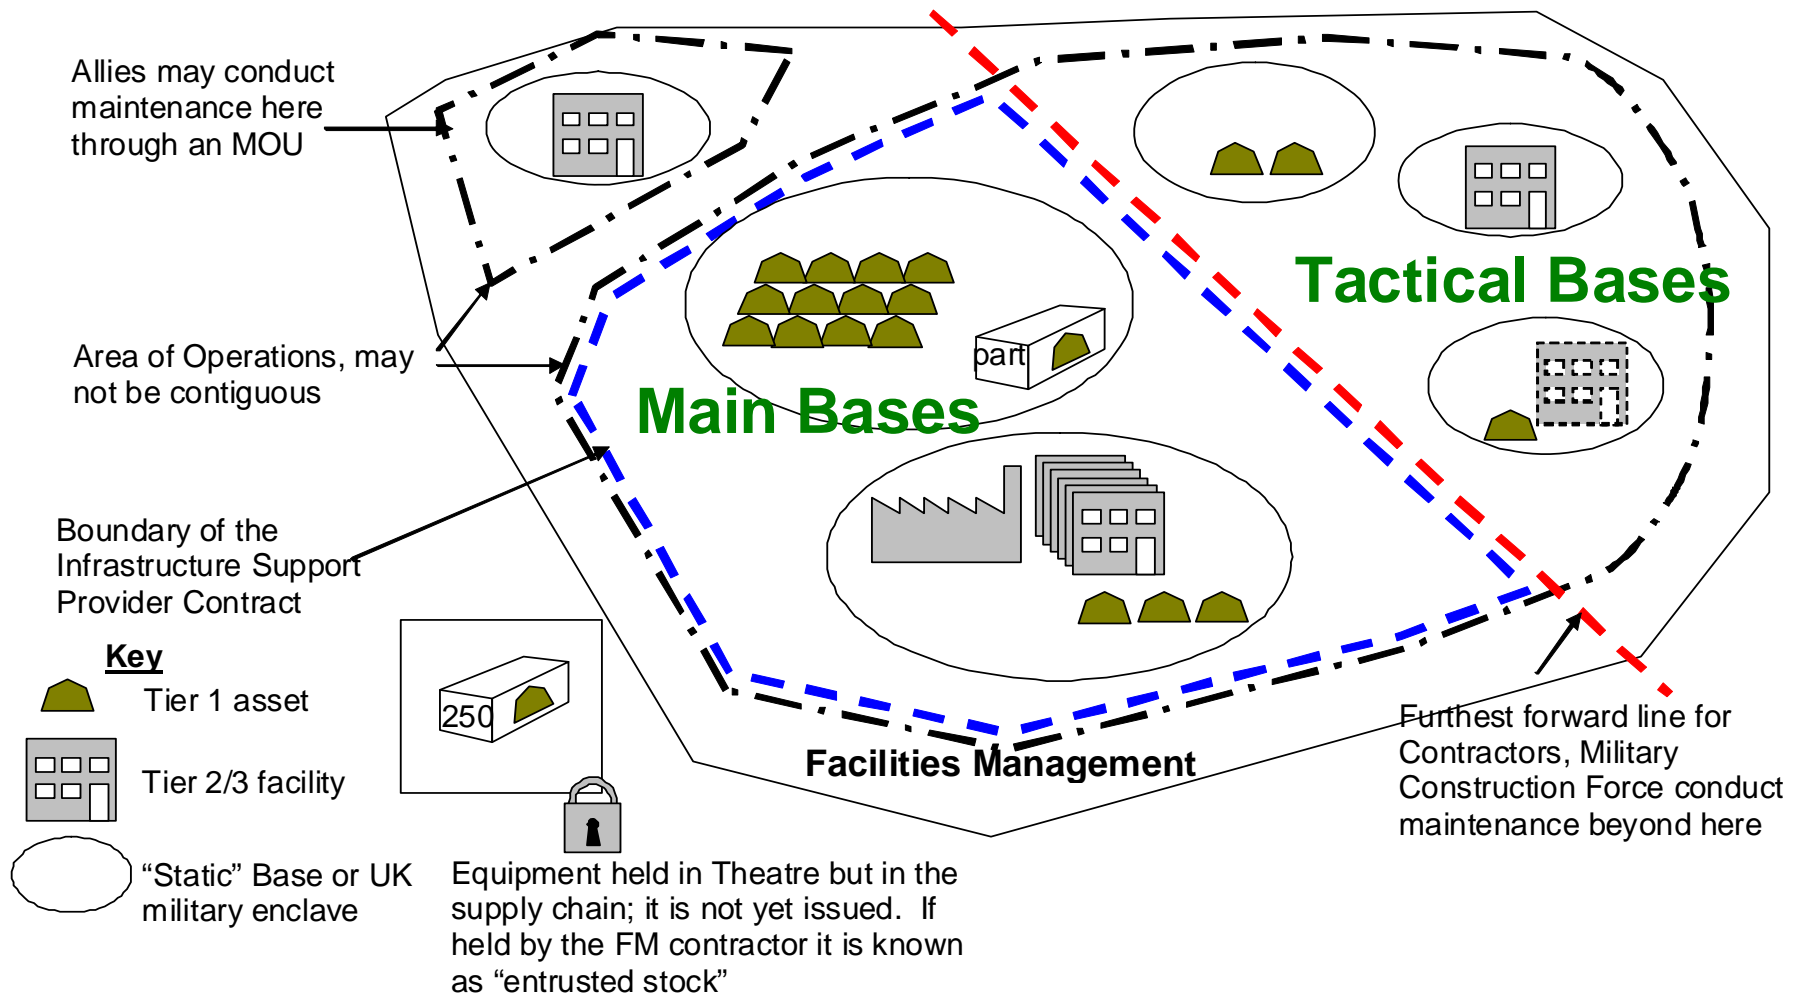 Allies may conduct
maintenance here
through an MOU
Tactical Bases
part
Area of Operations, may
not be contiguous
Main Bases
Boundary of the
Infrastructure Support
Provider Contract
Key
Tier 1 asset
250
Tier 2/3 facility
“Static” Base or UK
military enclave
Facilities Management
Furthest forward line for
Contractors, Military
Construction Force conduct
maintenance beyond here
Equipment held in Theatre but in the
supply chain; it is not yet issued.  If
held by the FM contractor it is known
as “entrusted stock”